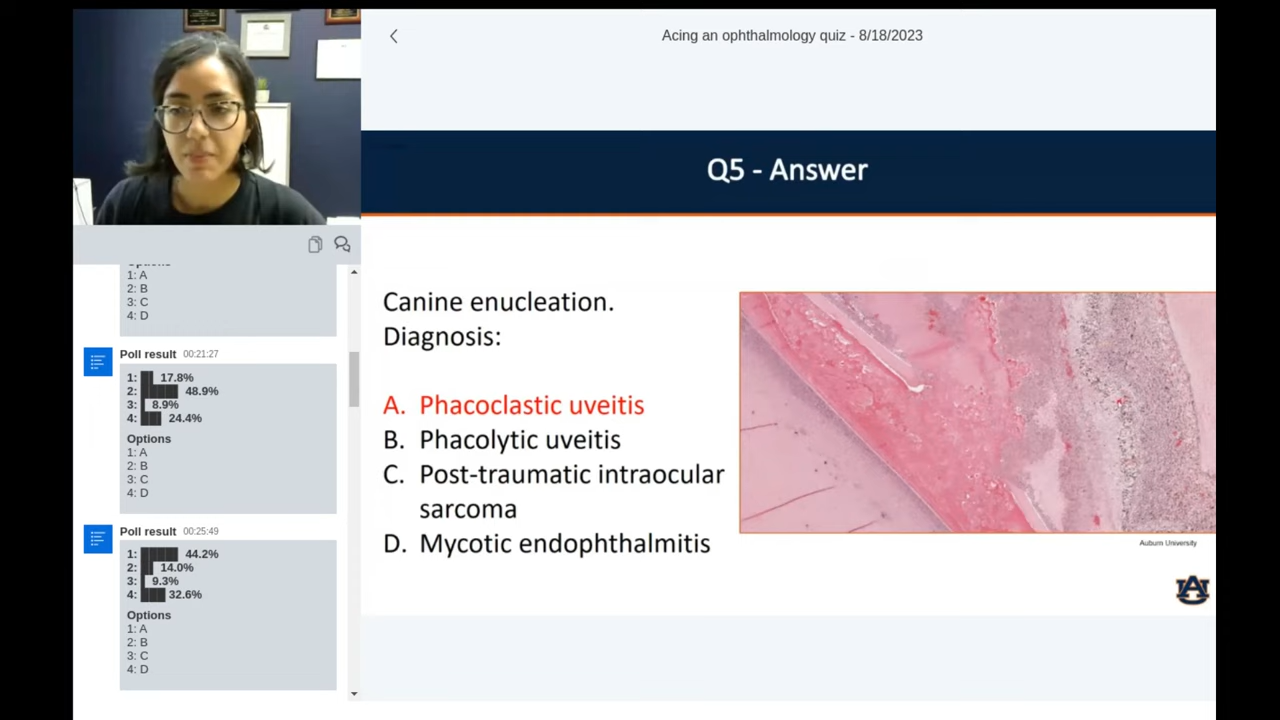 Acing an ophthalmology quiz - 8/18/2023
Options
1: A
2: B
3: C
4: D
Poll result 00:21:27
1: 17.8%
2: 48.9%
3: 8.9%
4: 24.4%
Options
1: A
2: B
3: C
4: D
Poll result 00:25:49
1: 44.2%
2: 14.0%
3: 9.3%
4: 32.6%
Options
1: A
2: B
3: C
4: D
Q5 - Answer
Canine enucleation.
Diagnosis:
A. Phacoclastic uveitis
B. Phacolytic uveitis
C. Post-traumatic intraocular
sarcoma
D. Mycotic endophthalmitis
Auburn University
AU